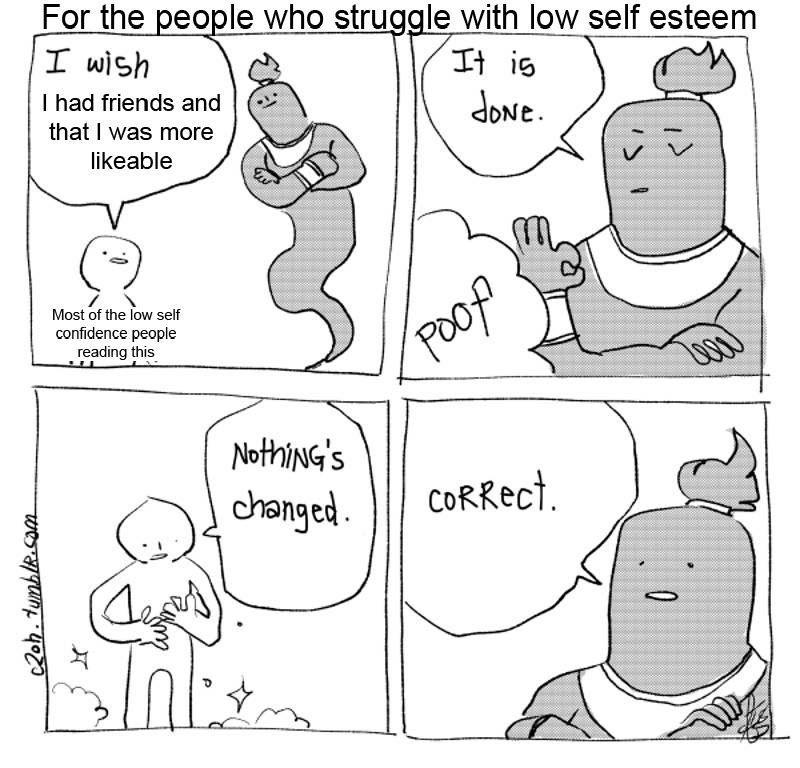 For the people who struggle with low self esteem
I wish
I had friends and
that I was more
likeable
Most of the low self
confidence people
reading this
It is
done.
POOf
NothiNG's
changed.
CORRect.
c2oh.tumblr.com